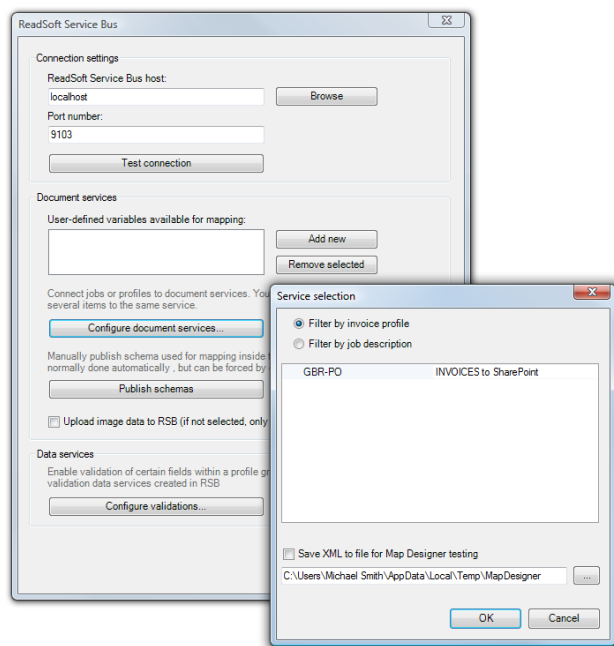 ReadSoft Service Bus
Connection settings
ReadSoft Service Bus host:
localhost
Browse
Port number:
9103
Test connection
Document services
User-defined variables available for mapping:
Add new
Remove selected
Connect jobs or profiles to document services. You
several items to the same service.
Configure document services...
Manually publish schema used for mapping inside
normally done automatically , but can be forced by
Publish schemas
Upload image data to RSB (if not selected, only
Data services
Enable validation of certain fields within a profile
validation data services created in RSB
Configure validations...
Service selection
Filter by invoice profile
Filter by job description
GBR-PO INVOICES to SharePoint
Save XML to file for Map Designer testing
C:\Users\Michael Smith\AppData\Local\Temp\MapDesigner
...
OK Cancel